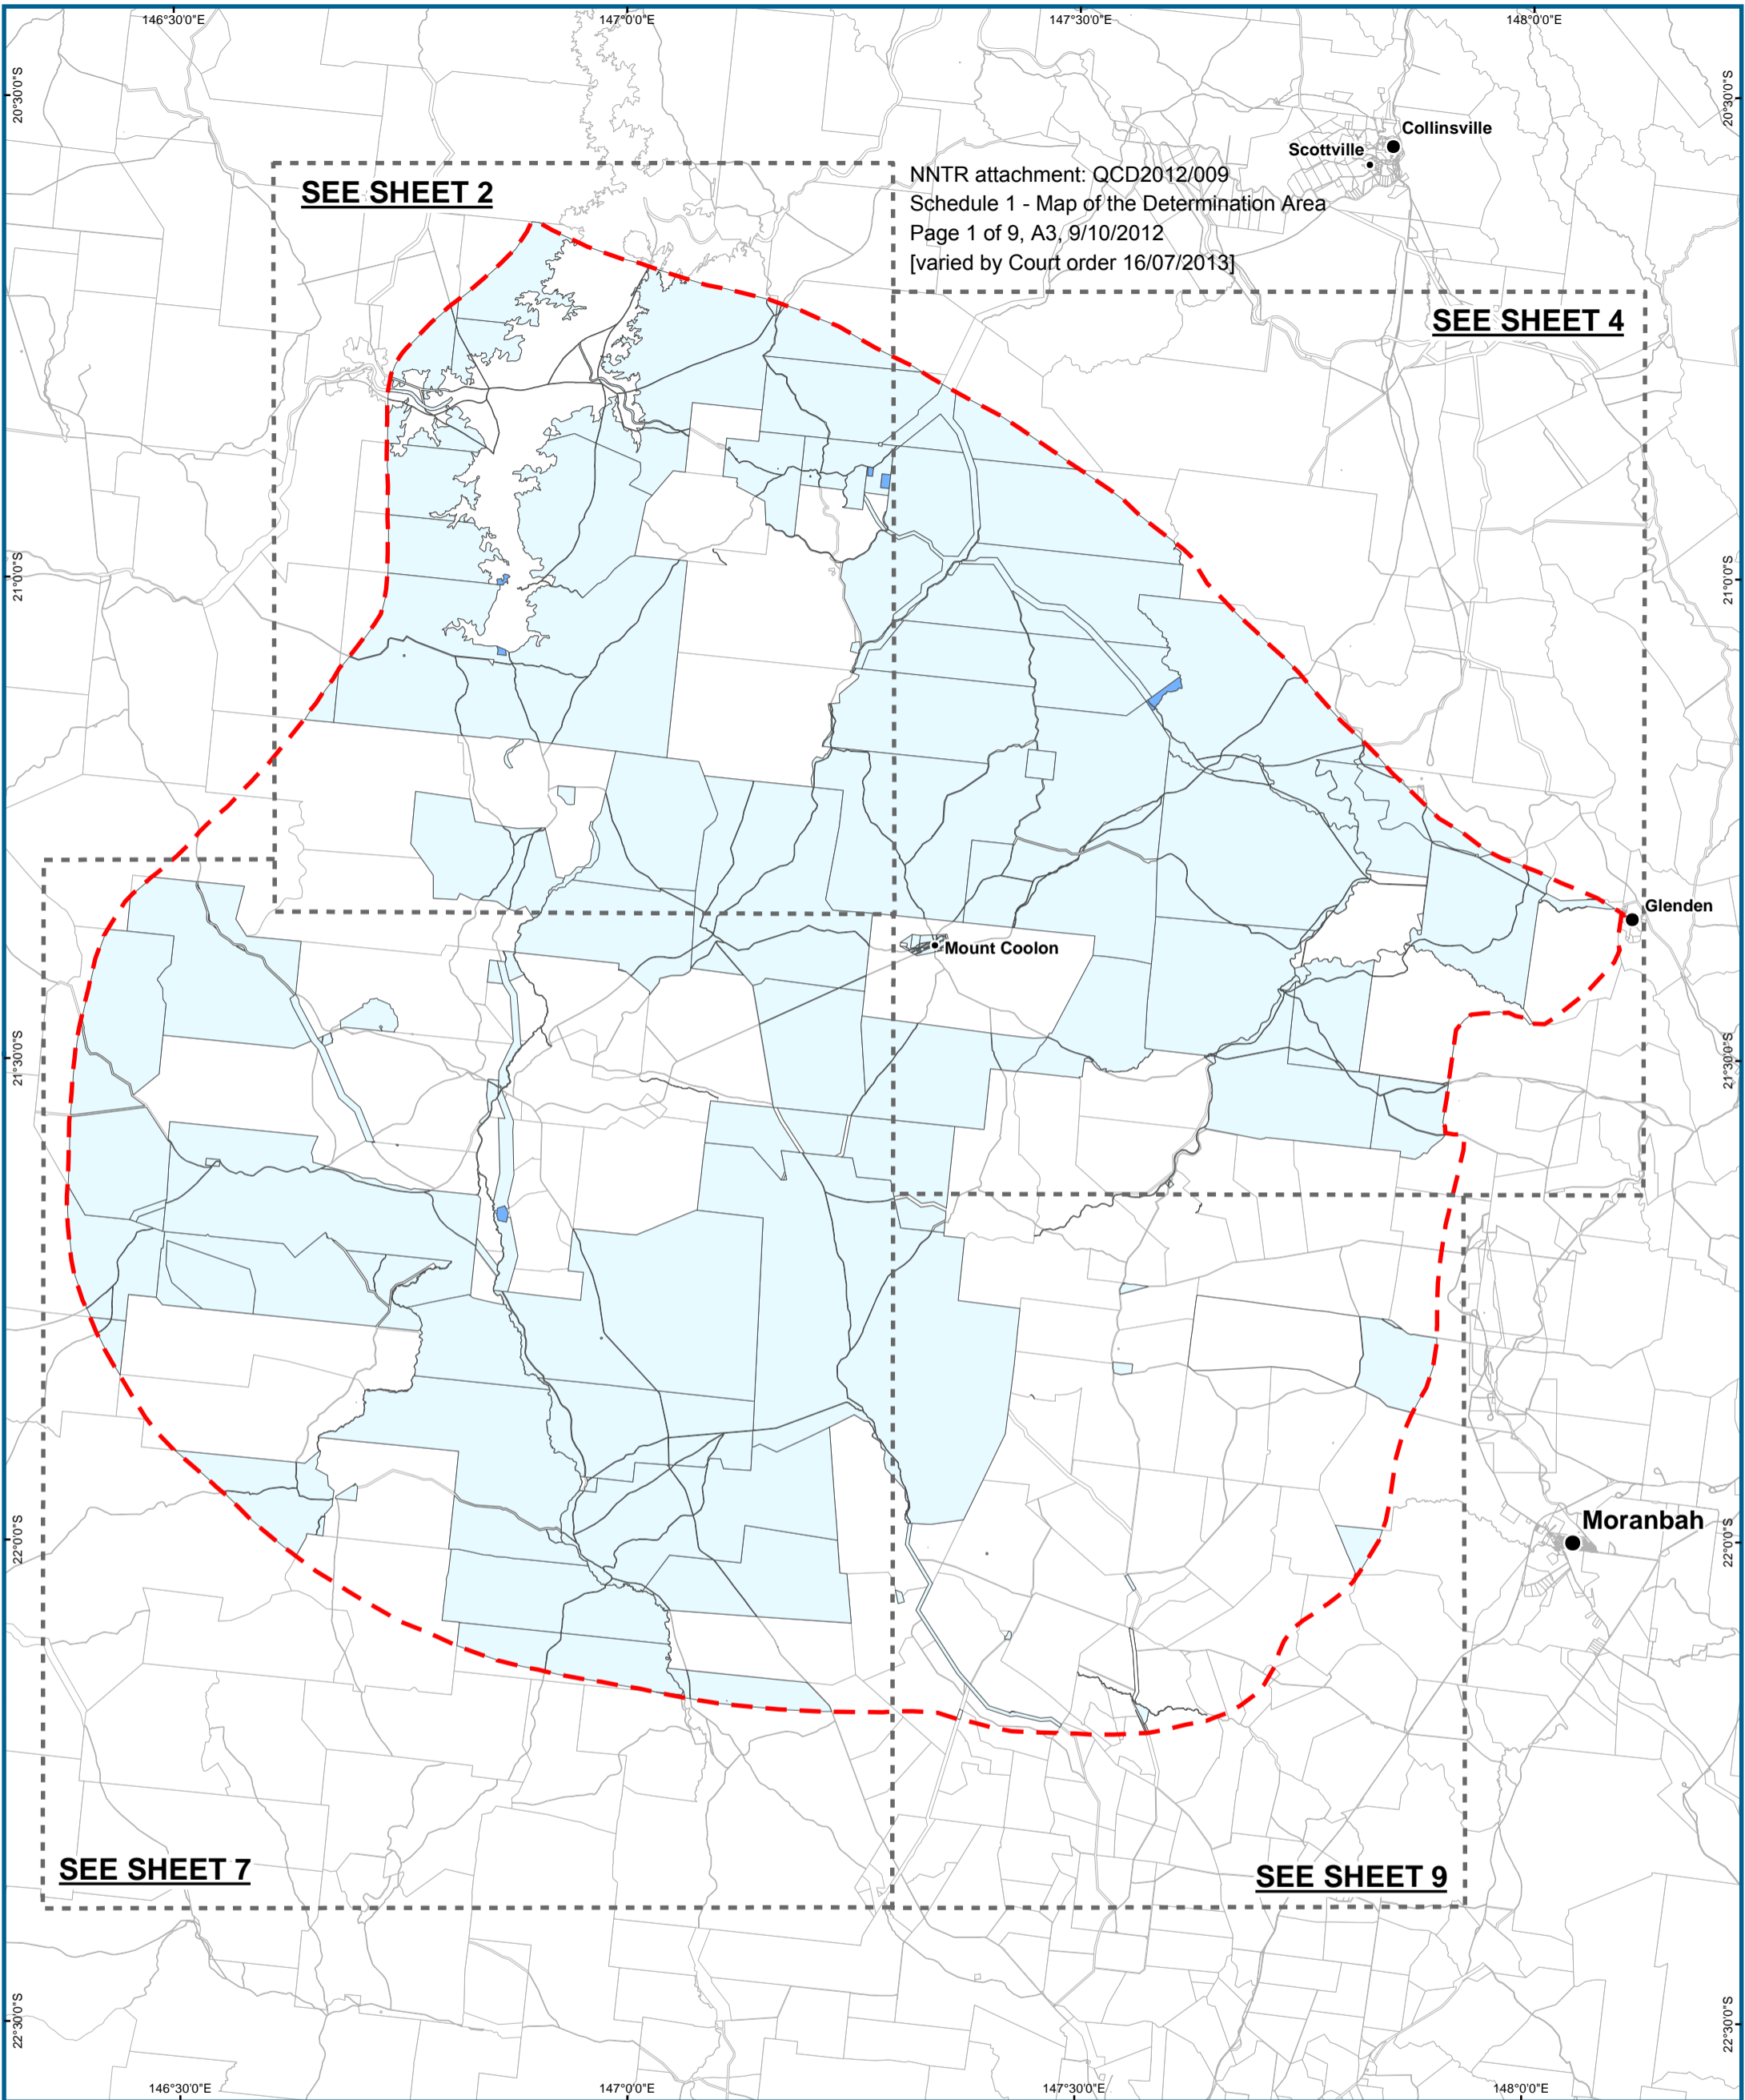 146°30'0"E
147°0'0"E
147°30'0"E
148°0'0"E
20°30'0"S
20°30'0"S
Collinsville
Scottville
SEE SHEET 2
NNTR attachment: QCD2012/009
Schedule 1 - Map of the Determination Area
Page 1 of 9, A3, 9/10/2012
[varied by Court order 16/07/2013]
SEE SHEET 4
21°0'0"S
21°0'0"S
Glenden
Mount Coolon
21°30'0"S
21°30'0"S
Moranbah
22°0'0"S
22°0'0"S
SEE SHEET 7
SEE SHEET 9
22°30'0"S
22°30'0"S
146°30'0"E
147°0'0"E
147°30'0"E
148°0'0"E